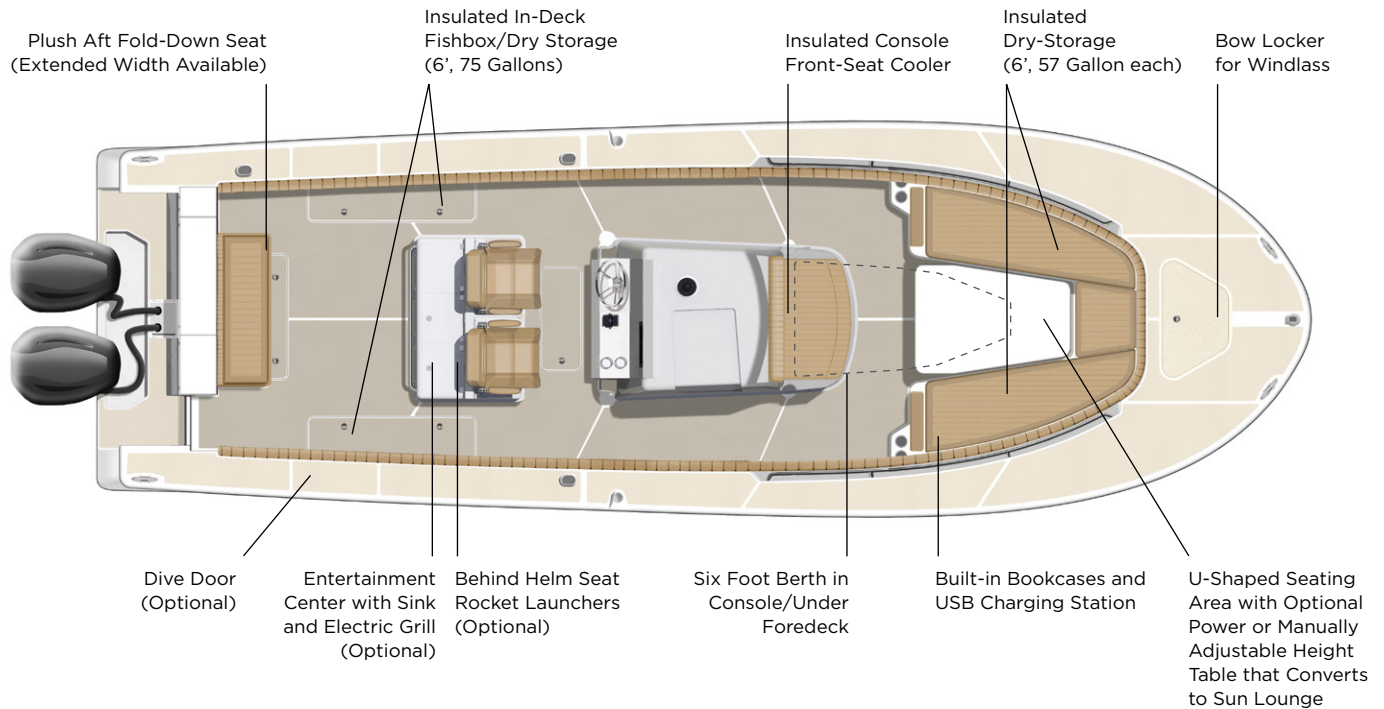 Plush Aft Fold-Down Seat
(Extended Width Available)
Insulated In-Deck
Fishbox/Dry Storage
(6’, 75 Gallons)
Insulated Console
Front-Seat Cooler
Insulated
Dry-Storage
(6’, 57 Gallon each)
Bow Locker
for Windlass
Dive Door
(Optional)
Entertainment
Center with Sink
and Electric Grill
(Optional)
Behind Helm Seat
Rocket Launchers
(Optional)
Six Foot Berth in
Console/Under
Foredeck
Built-in Bookcases and
USB Charging Station
U-Shaped Seating
Area with Optional
Power or Manually
Adjustable Height
Table that Converts
to Sun Lounge